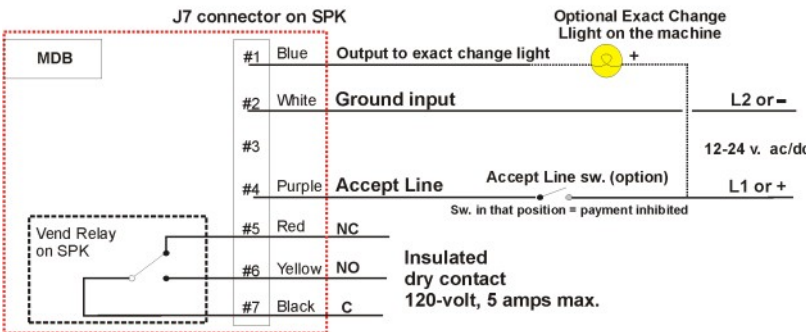 J7 connector on SPK
Optional Exact Change
Llight on the machine
MDB
#1 Blue Output to exact change light +
#2 White Ground input L2 or -
#3
12-24 v. ac/dc
#4 Purple Accept Line Accept Line sw. (option) L1 or +
Sw. in that position = payment inhibited
Vend Relay
on SPK
#5 Red NC
#6 Yellow NO
#7 Black C
Insulated
dry contact
120-volt, 5 amps max.